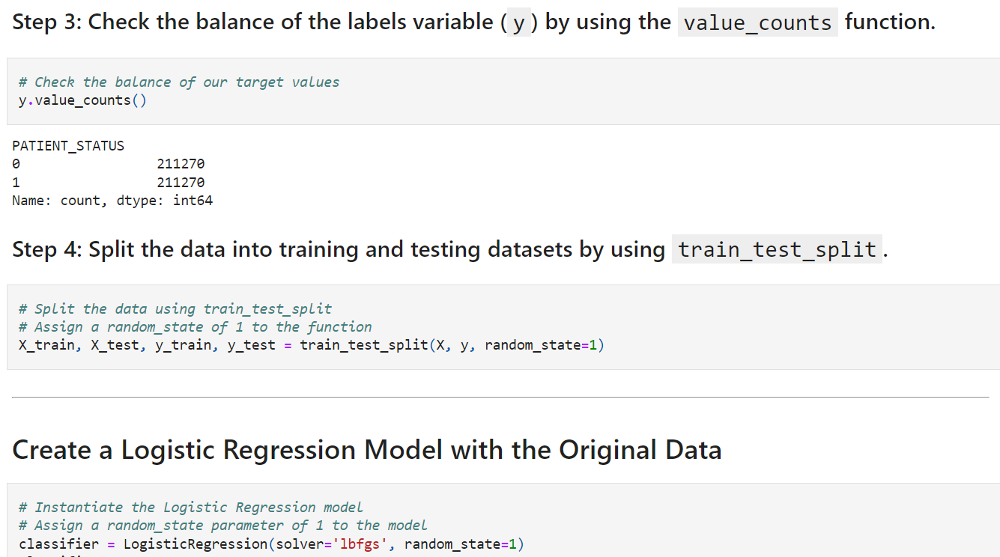 Step 3: Check the balance of the labels variable (y) by using the value_counts function.
# Check the balance of our target values
y.value_counts()
PATIENT_STATUS
0 211270
1 211270
Name: count, dtype: int64
Step 4: Split the data into training and testing datasets by using train_test_split.
# Split the data using train_test_split
# Assign a random_state of 1 to the function
X_train, X_test, y_train, y_test = train_test_split(X, y, random_state=1)
Create a Logistic Regression Model with the Original Data
# Instantiate the Logistic Regression model
# Assign a random_state parameter of 1 to the model
classifier = LogisticRegression(solver='lbfgs', random_state=1)